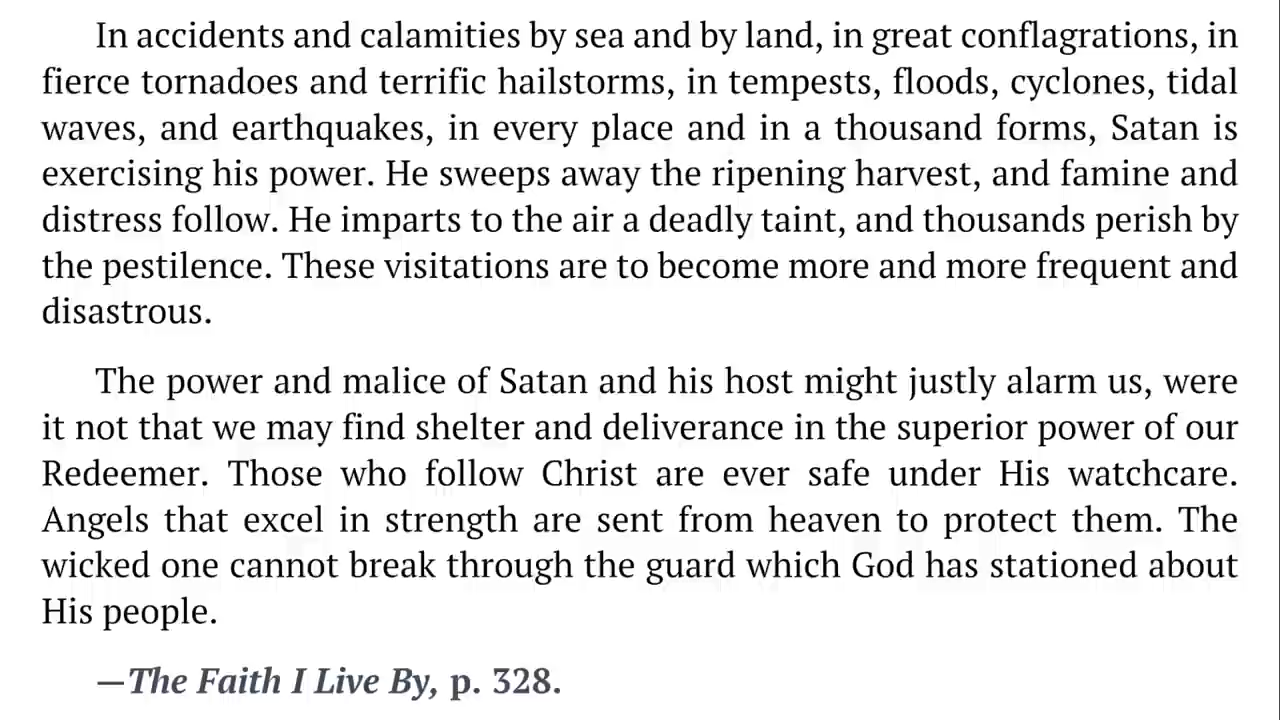 In accidents and calamities by sea and by land, in great conflagrations, in
fierce tornadoes and terrific hailstorms, in tempests, floods, cyclones, tidal
waves, and earthquakes, in every place and in a thousand forms, Satan is
exercising his power. He sweeps away the ripening harvest, and famine and
distress follow. He imparts to the air a deadly taint, and thousands perish by
the pestilence. These visitations are to become more and more frequent and
disastrous.
The power and malice of Satan and his host might justly alarm us, were
it not that we may find shelter and deliverance in the superior power of our
Redeemer. Those who follow Christ are ever safe under His watchcare.
Angels that excel in strength are sent from heaven to protect them. The
wicked one cannot break through the guard which God has stationed about
His people.
—The Faith I Live By, p. 328.